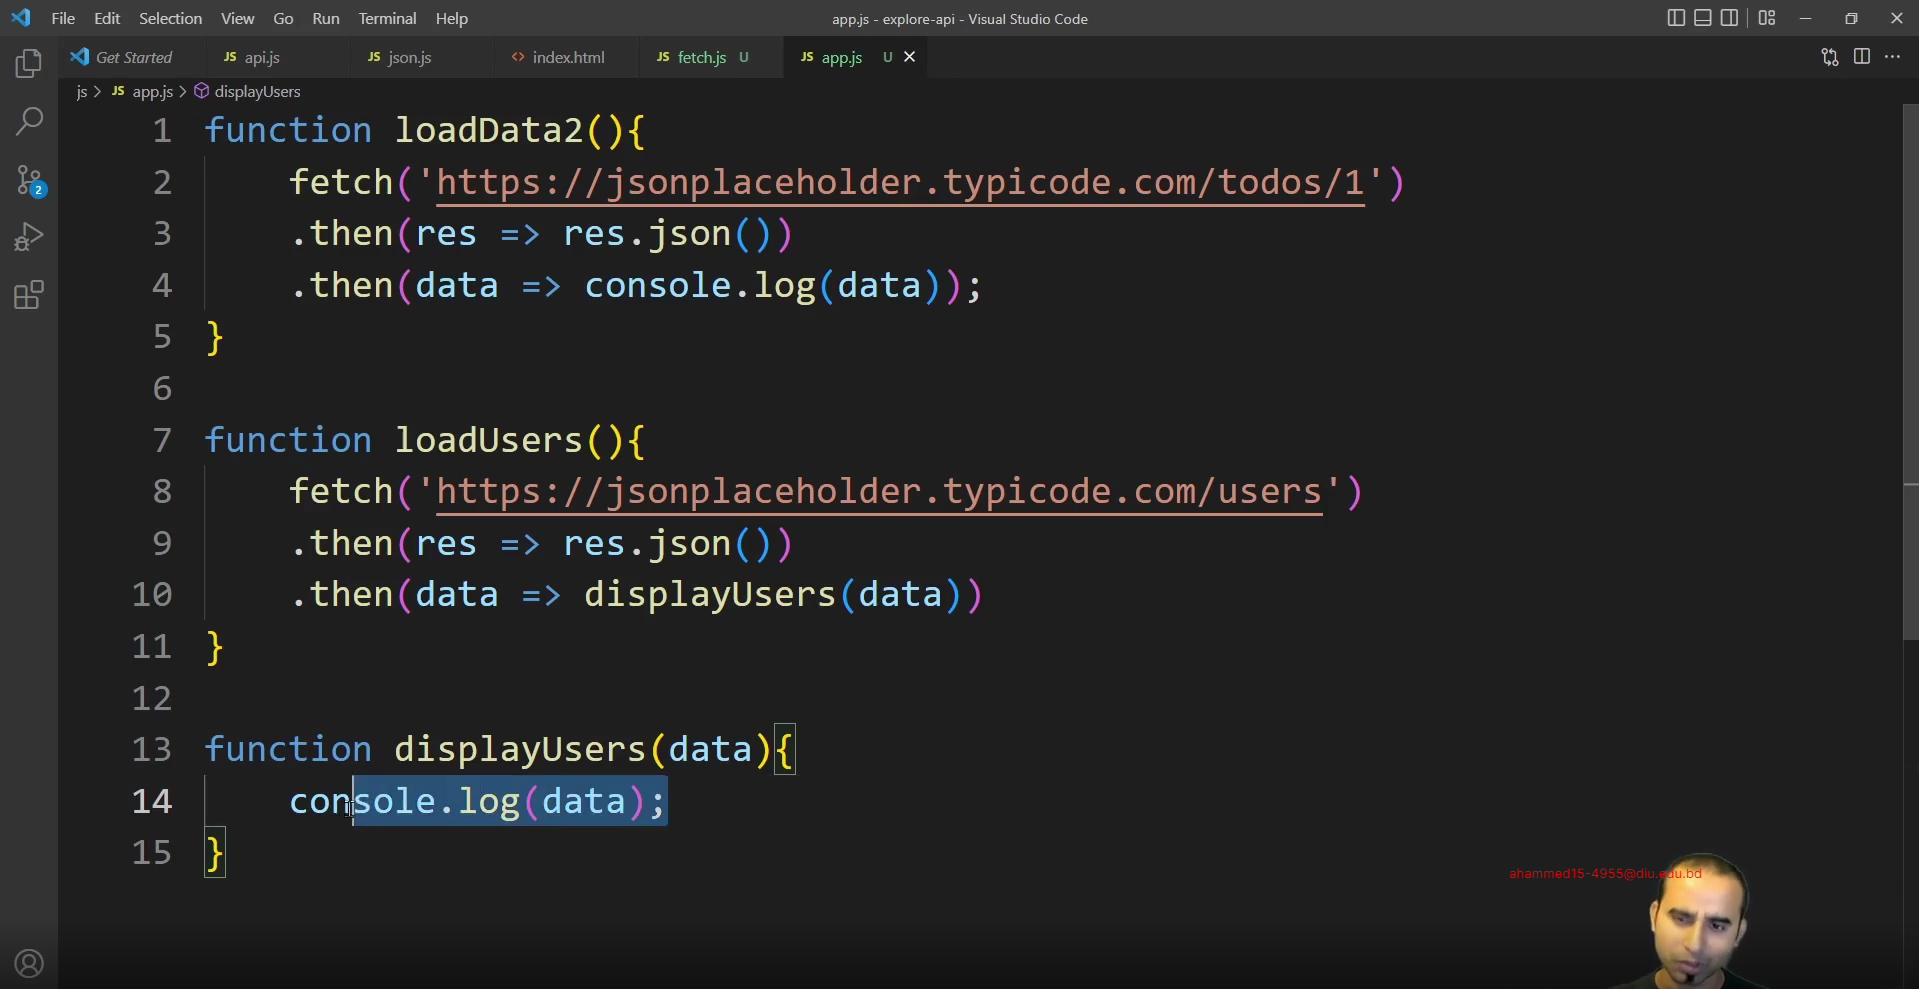 File Edit Selection View Go Run Terminal Help app.js - explore-api - Visual Studio Code
Get Started JS api.js JS json.js <> index.html JS fetch.js U JS app.js U
js > JS app.js > displayUsers
1 function loadData2(){
2 fetch('https://jsonplaceholder.typicode.com/todos/1')
3 .then(res => res.json())
4 .then(data => console.log(data));
5 }
6
7 function loadUsers(){
8 fetch('https://jsonplaceholder.typicode.com/users')
9 .then(res => res.json())
10 .then(data => displayUsers(data))
11 }
12
13 function displayUsers(data){
14 console.log(data);
15 }
2
ahammed15-4955@diu.edu.bd